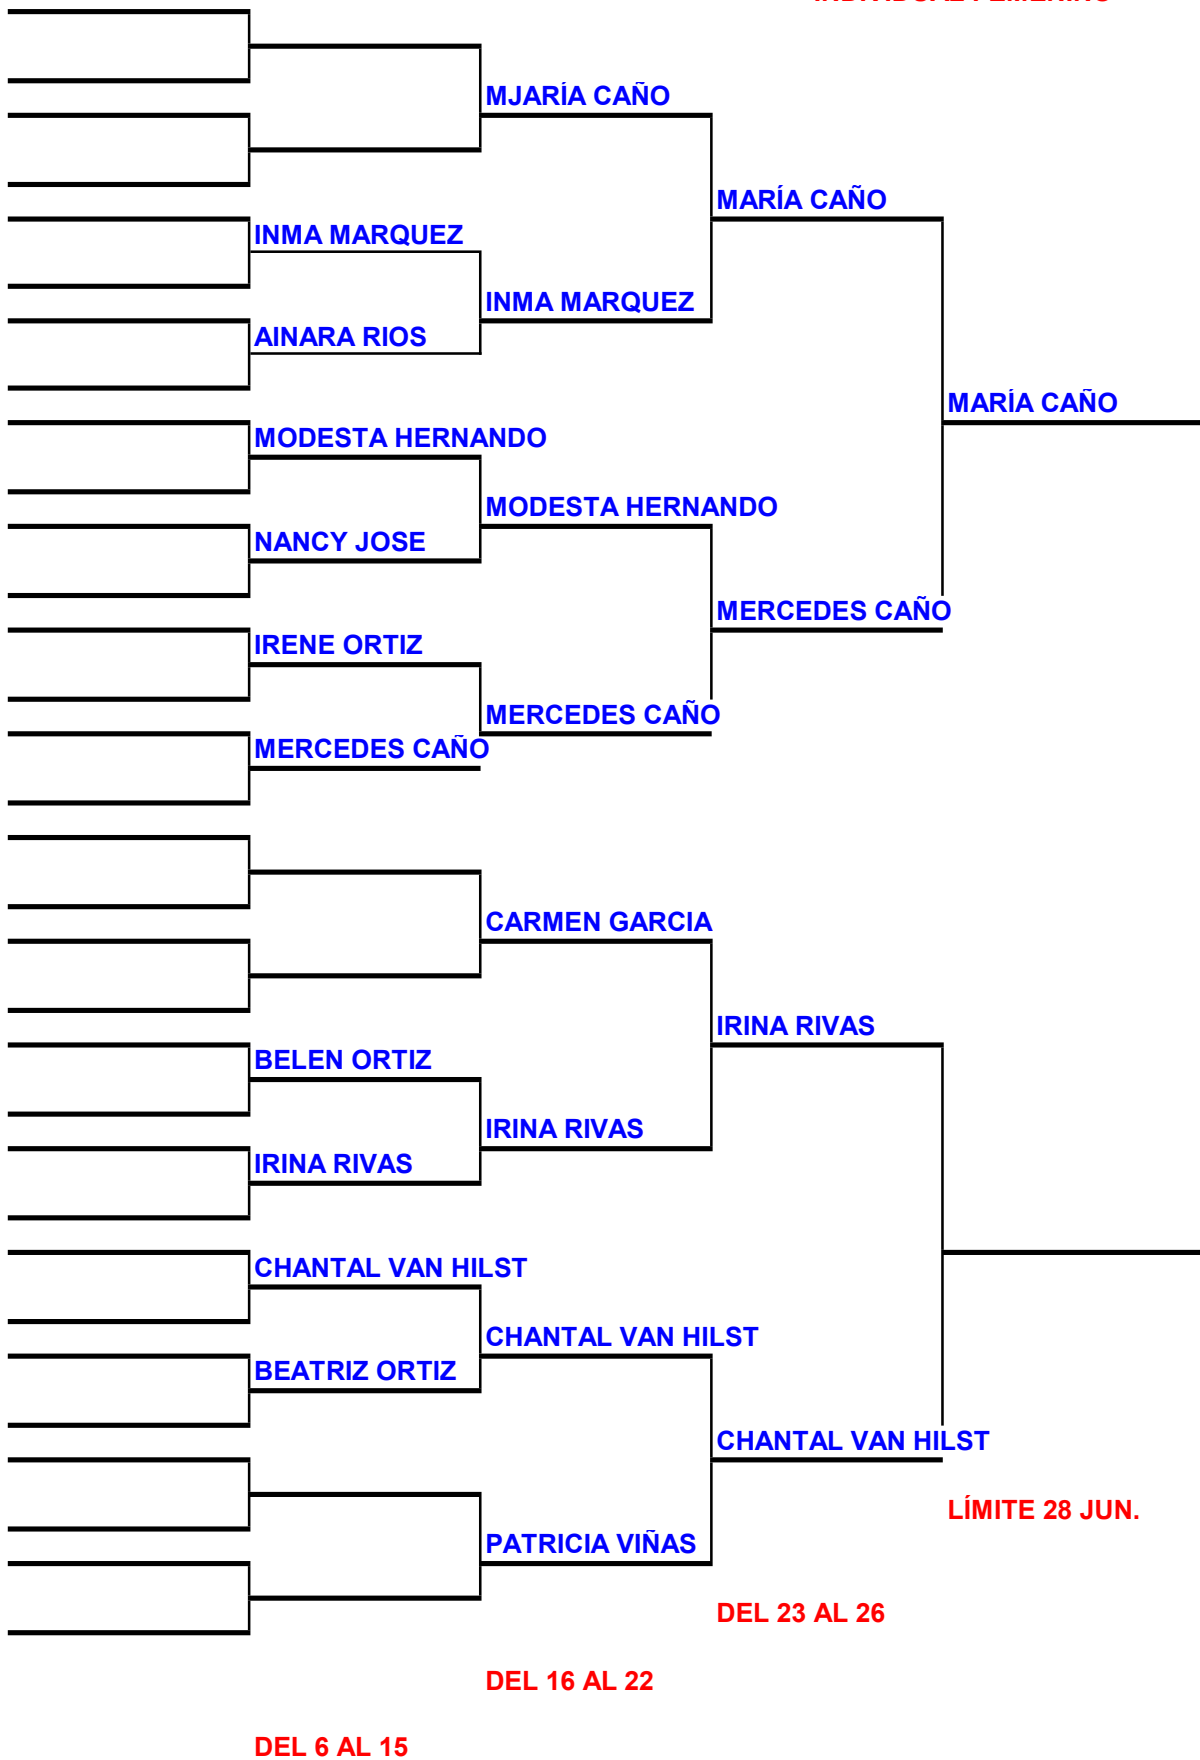 MJARÍA CAÑO
MARÍA CAÑO
INMA MARQUEZ
INMA MARQUEZ
AINARA RIOS
MARÍA CAÑO
MODESTA HERNANDO
MODESTA HERNANDO
NANCY JOSE
MERCEDES CAÑO
IRENE ORTIZ
MERCEDES CAÑO
MERCEDES CAÑO
CARMEN GARCIA
IRINA RIVAS
BELEN ORTIZ
IRINA RIVAS
IRINA RIVAS
CHANTAL VAN HILST
CHANTAL VAN HILST
BEATRIZ ORTIZ
CHANTAL VAN HILST
LÍMITE 28 JUN.
PATRICIA VIÑAS
DEL 23 AL 26
DEL 16 AL 22
DEL 6 AL 15